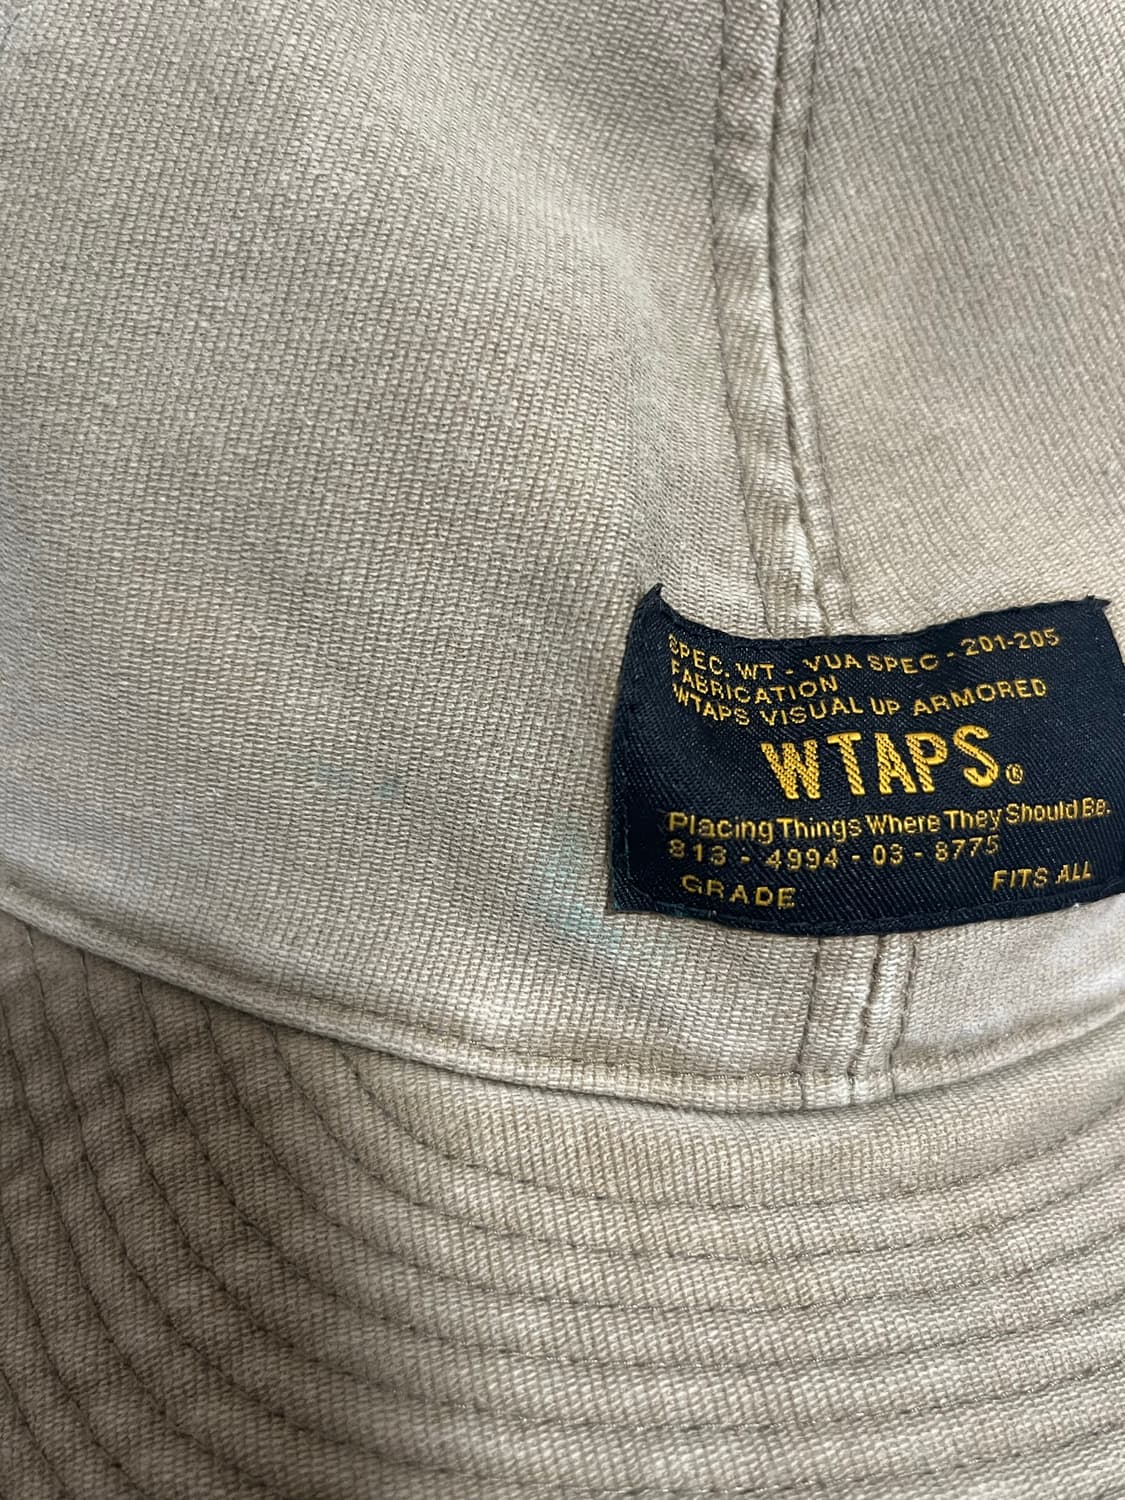 SPEC. WT - VUA SPEC - 201-205
FABRICATION
WTAPS VISUAL UP ARMORED
WTAPS®
Placing Things Where They Should Be.
813 - 4994 - 03 - 8775
GRADE FITS ALL